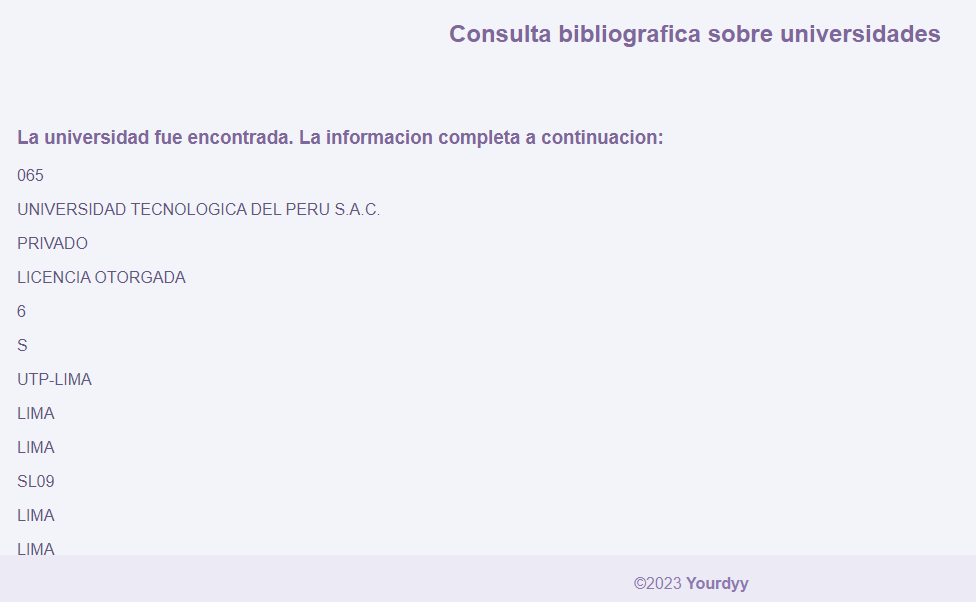 Consulta bibliografica sobre universidades
La universidad fue encontrada. La informacion completa a continuacion:
065
UNIVERSIDAD TECNOLOGICA DEL PERU S.A.C.
PRIVADO
LICENCIA OTORGADA
6
S
UTP-LIMA
LIMA
LIMA
SL09
LIMA
LIMA
©2023 Yourdyy